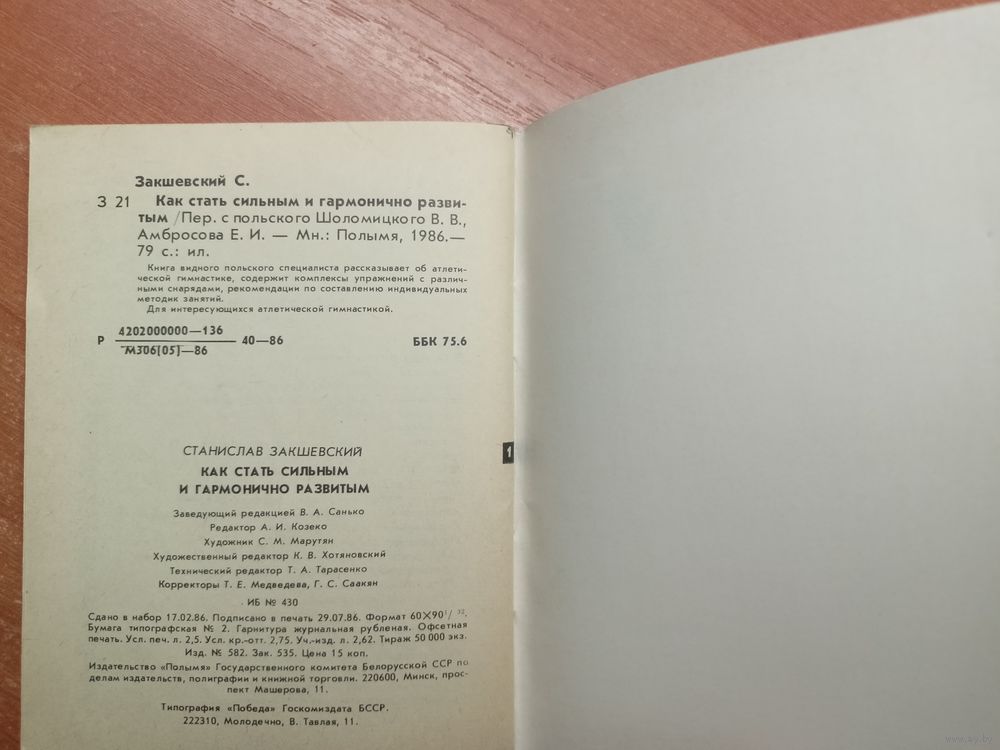 Закшевский С.
З 21 Как стать сильным и гармонично разви-
тым /Пер. с польского Шоломицкого В. В.,
Амбросова Е. И. — Мн.: Полымя, 1986.—
79 с.: ил.
Книга видного польского специалиста рассказывает об атлети-
ческой гимнастике, содержит комплексы упражнений с различ-
ными снарядами, рекомендации по составлению индивидуальных
методик занятий.
Для интересующихся атлетической гимнастикой.
4202000000—136
Р 40—86 ББК 75.6
М306(05)—86
СТАНИСЛАВ ЗАКШЕВСКИЙ
КАК СТАТЬ СИЛЬНЫМ
И ГАРМОНИЧНО РАЗВИТЫМ
Заведующий редакцией В. А. Санько
Редактор А. И. Козеко
Художник С. М. Марутян
Художественный редактор К. В. Хотяновский
Технический редактор Т. А. Тарасенко
Корректоры Т. Е. Медведева, Г. С. Саакян
ИБ № 430
Сдано в набор 17.02.86. Подписано в печать 29.07.86. Формат 60×90¹/₃₂.
Бумага типографская № 2. Гарнитура журнальная рубленая. Офсетная
печать. Усл. печ. л. 2,5. Усл. кр.-отт. 2,75. Уч.-изд. л. 2,62. Тираж 50 000 экз.
Изд. № 582. Зак. 535. Цена 15 коп.
Издательство «Полымя» Государственного комитета Белорусской ССР по
делам издательств, полиграфии и книжной торговли. 220600, Минск, прос-
пект Машерова, 11.
Типография «Победа» Госкомиздата БССР.
222310, Молодечно, В. Тавлая, 11.
1
www.ay.by